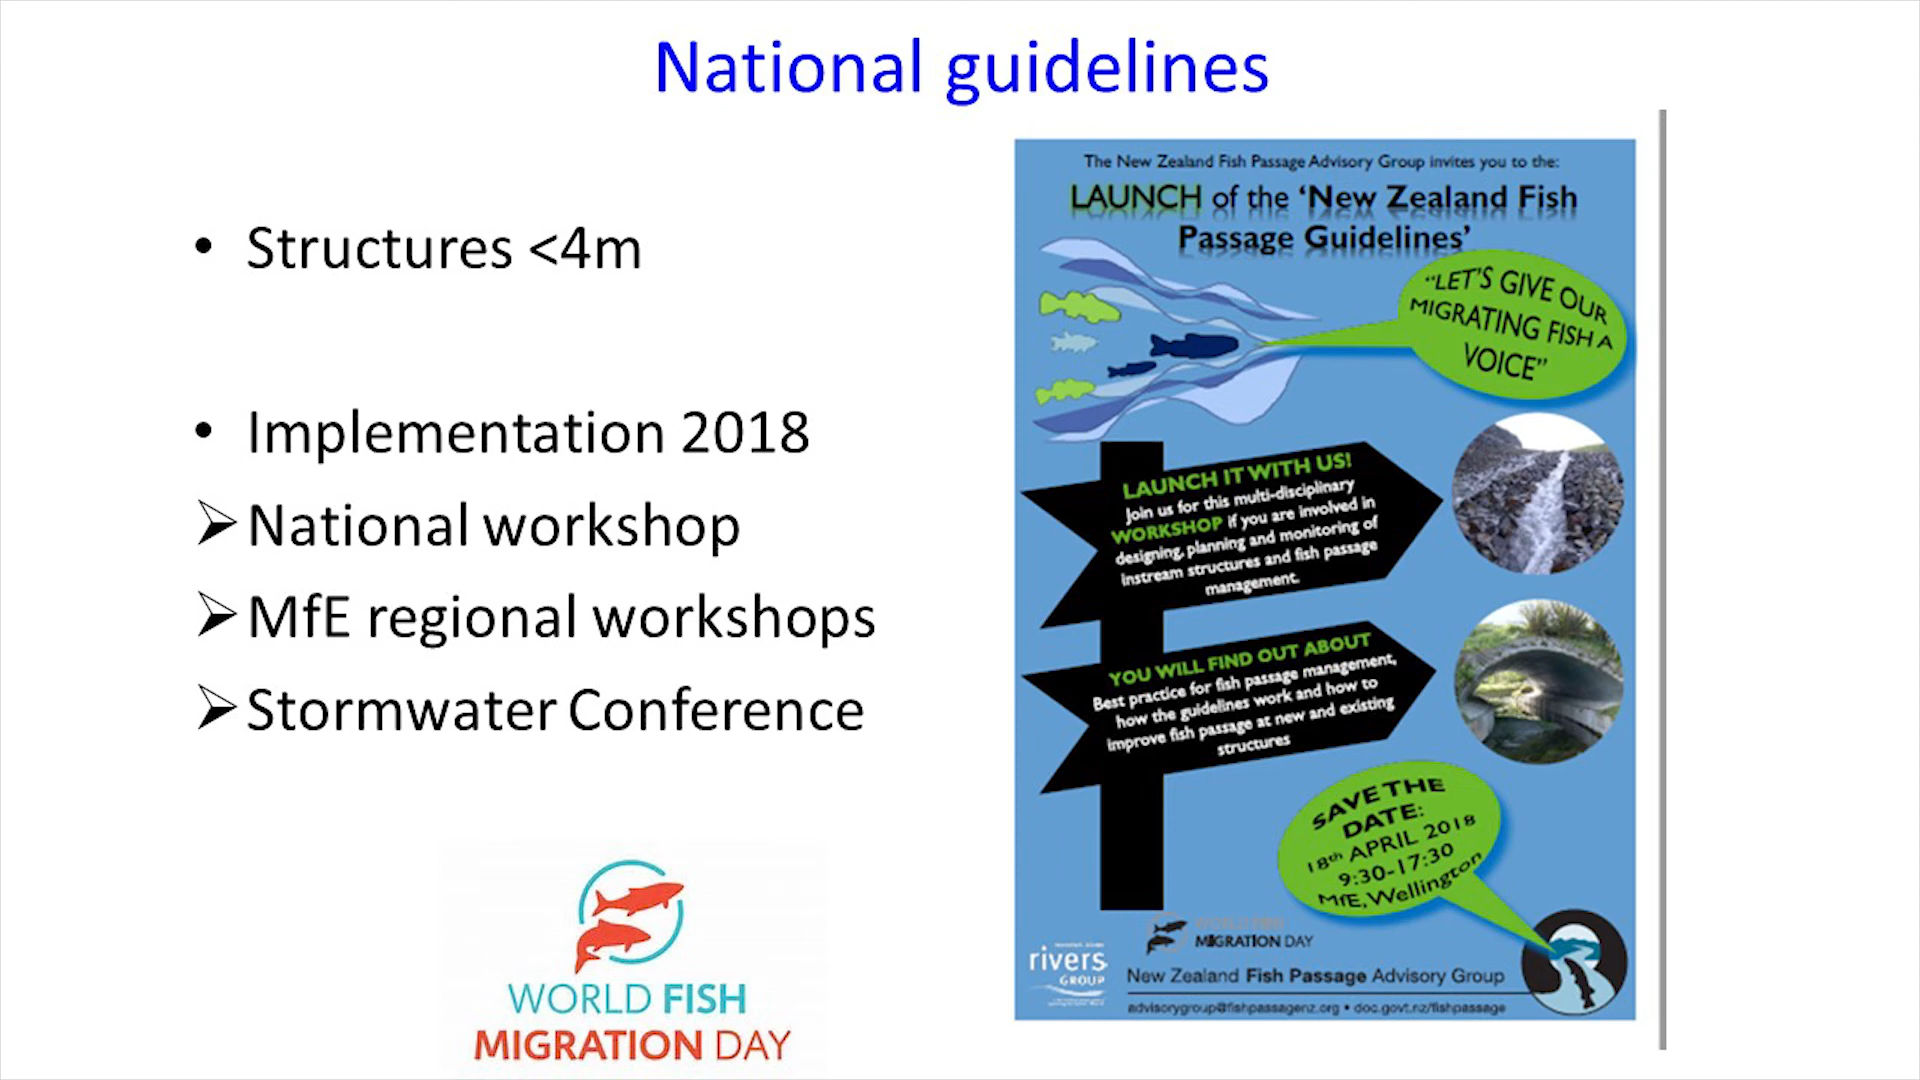 National guidelines
• Structures <4m
• Implementation 2018
➢ National workshop
➢ MfE regional workshops
➢ Stormwater Conference
WORLD FISH
MIGRATION DAY
The New Zealand Fish Passage Advisory Group invites you to the:
LAUNCH of the ‘New Zealand Fish
Passage Guidelines’
“LET’S GIVE OUR
MIGRATING FISH A
VOICE”
LAUNCH IT WITH US!
Join us for this multi-disciplinary
WORKSHOP if you are involved in
designing, planning and monitoring of
instream structures and fish passage
management.
YOU WILL FIND OUT ABOUT
Best practice for fish passage management,
how the guidelines work and how to
improve fish passage at new and existing
structures
SAVE THE
DATE:
18th APRIL 2018
9:30-17:30
MfE, Wellington
WORLD FISH
MIGRATION DAY
rivers
GROUP
New Zealand Fish Passage Advisory Group
advisorygroup@fishpassagenz.org • doc.govt.nz/fishpassage